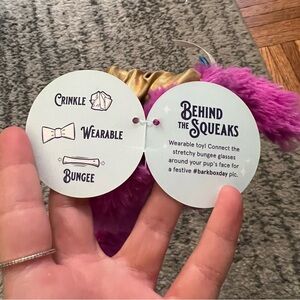 CRINKLE
WEARABLE
BUNGEE
BEHIND
THE SQUEAKS
Wearable toy! Connect the
stretchy bungee glasses
around your pup's face for
a festive #barkboxday pic.